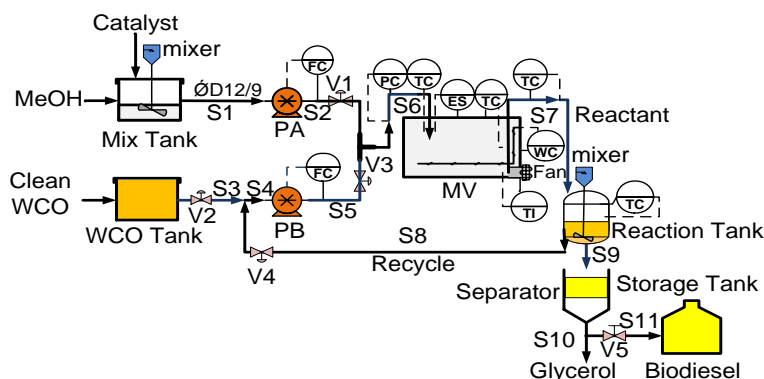 Catalyst
mixer
MeOH
ǾD12/9
S1
Mix Tank
PA
FC
S2
V1
PC
TC
S6
ES
TC
TC
S7
Reactant
V3
WC
Fan
MV
TI
mixer
TC
Reaction Tank
Clean
WCO
WCO Tank
V2
S3
S4
PB
FC
S5
S8
Recycle
V4
S9
Separator
Storage Tank
S10
V5
S11
Glycerol
Biodiesel